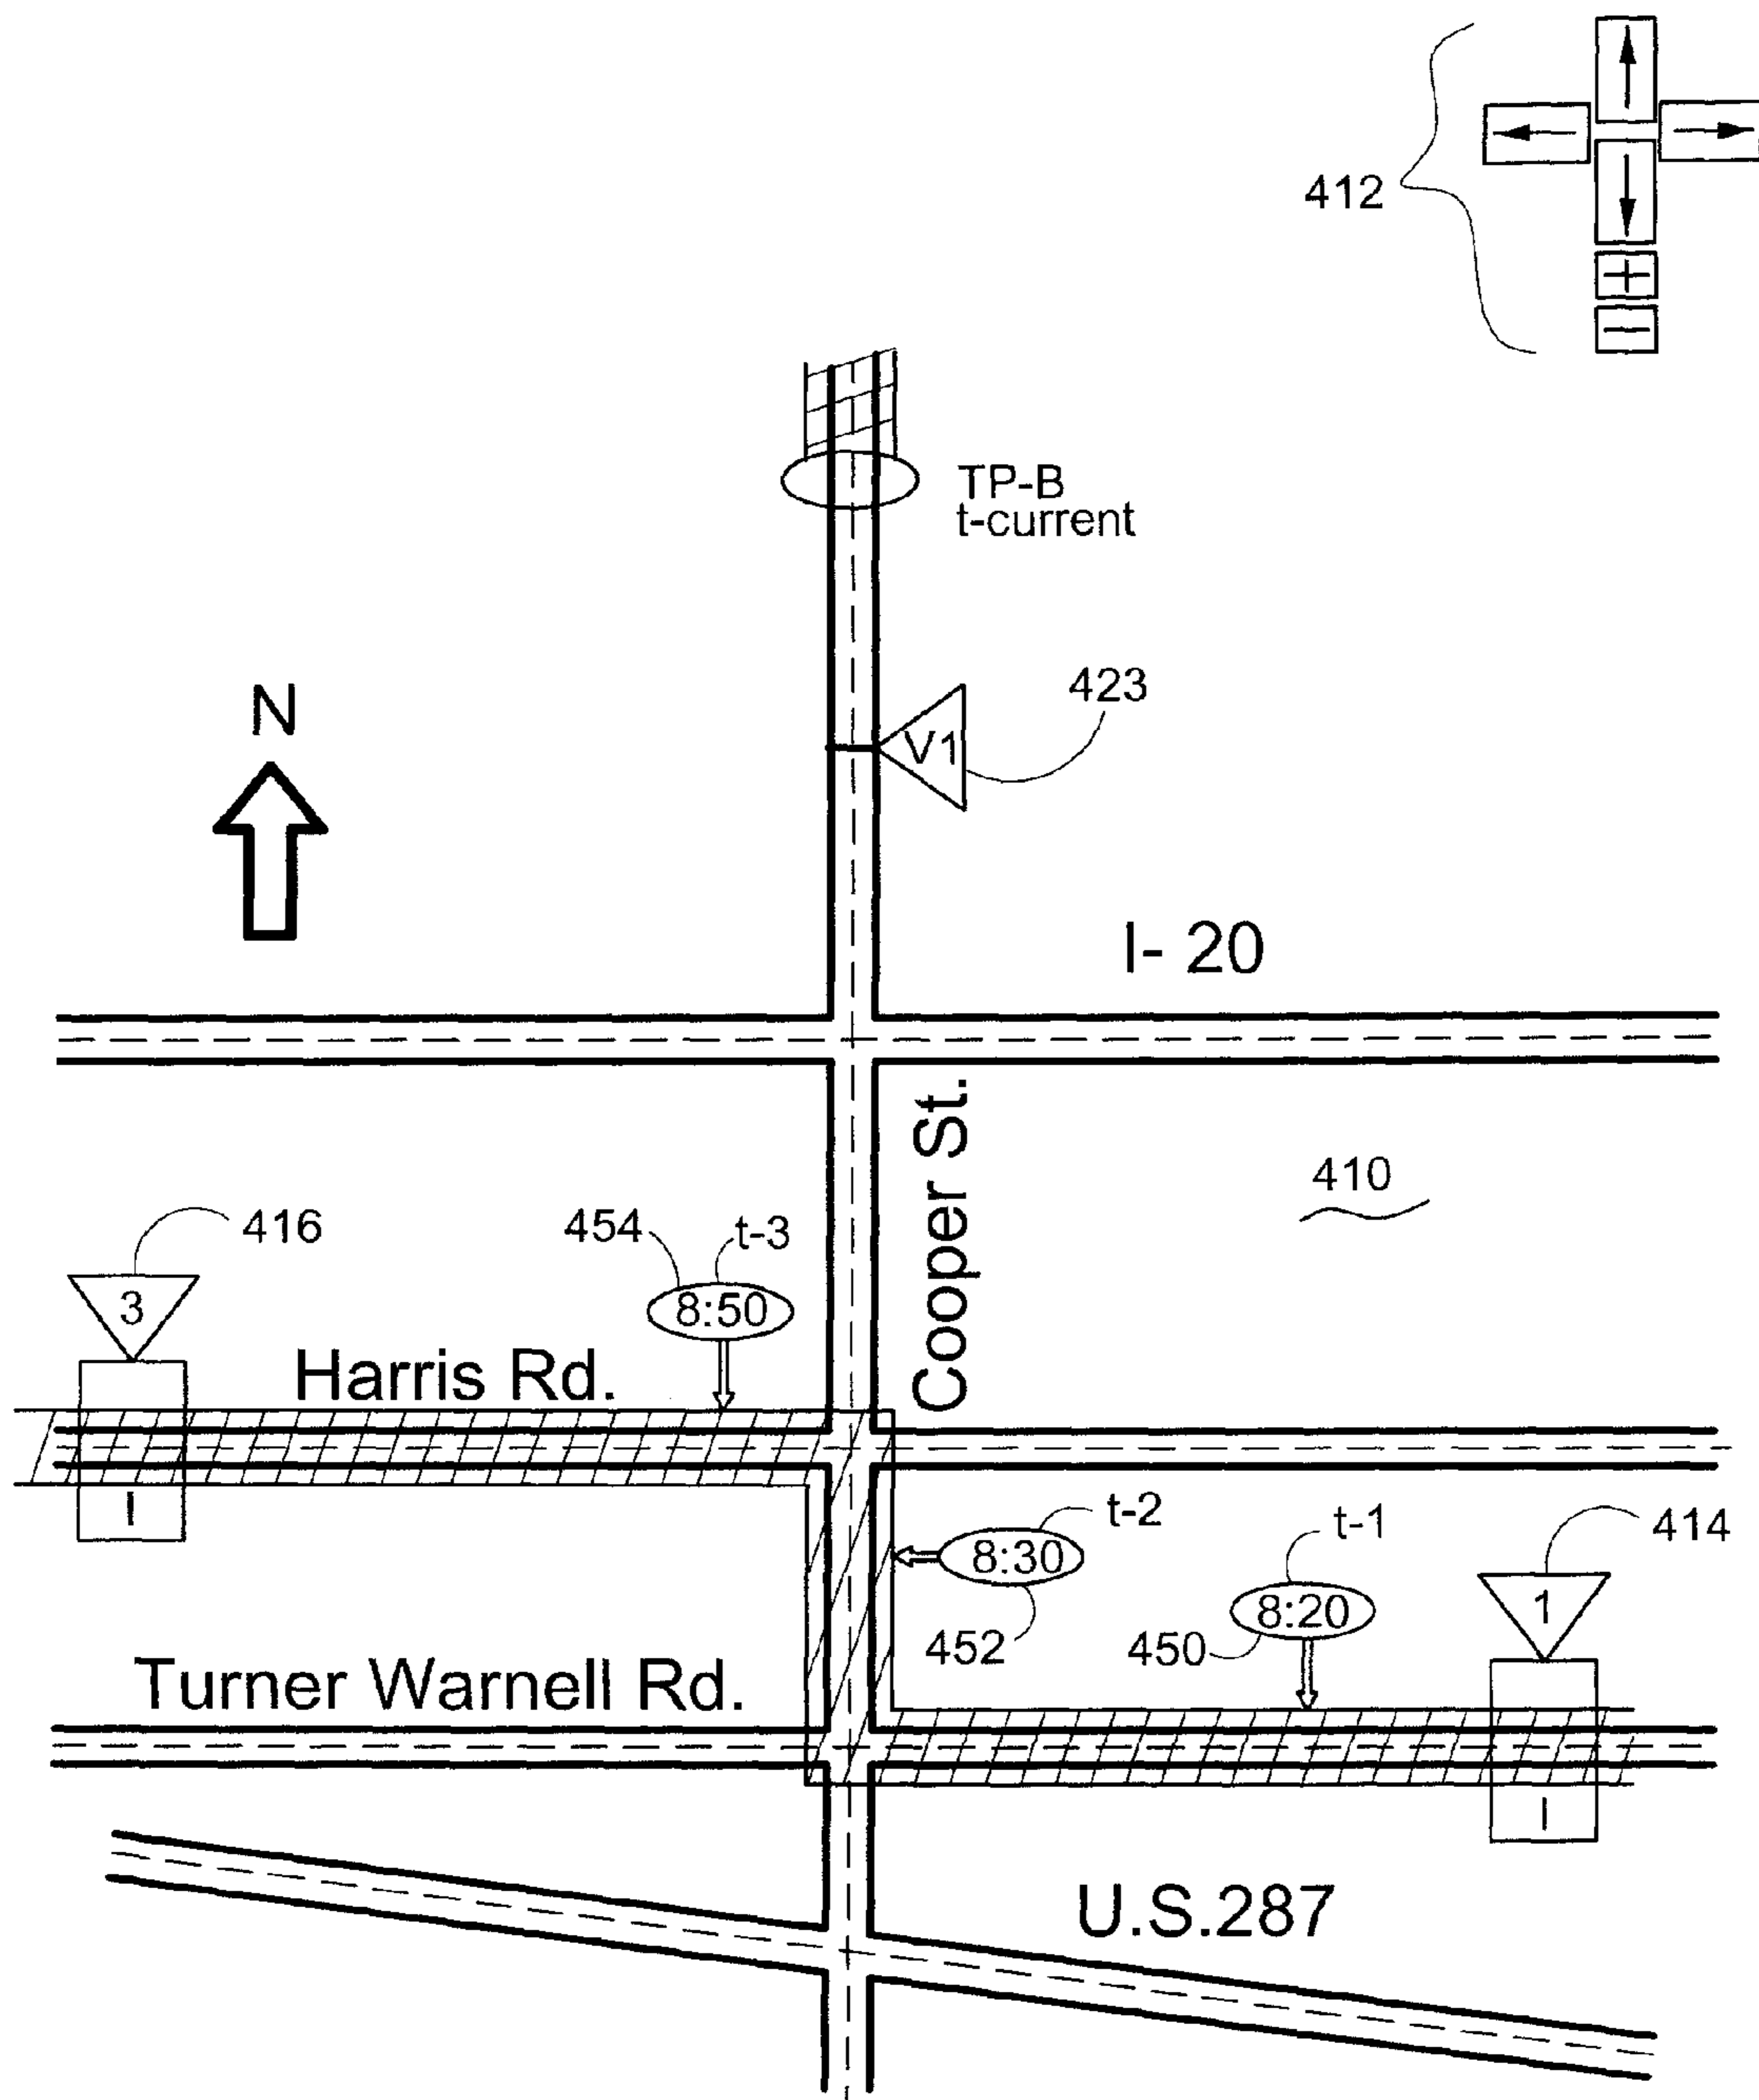 412
+
−
TP-B
t-current
423
V1
N
I- 20
Cooper St.
410
416
454
t-3
3
8:50
Harris Rd.
I
t-2
8:30
452
t-1
8:20
450
414
1
Turner Warnell Rd.
I
U.S.287